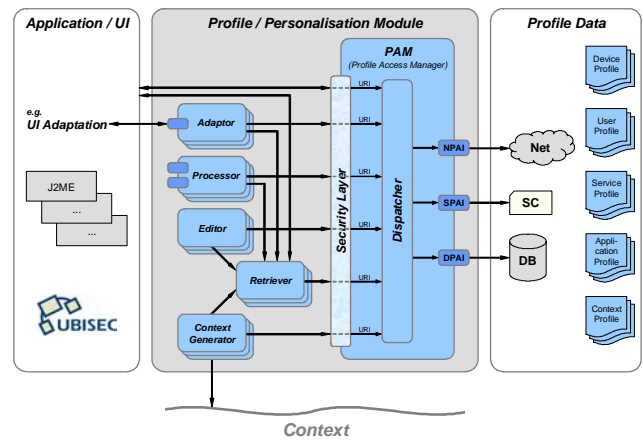 Application / UI
Profile / Personalisation Module
Profile Data
PAM
(Profile Access Manager)
e.g.
UI Adaptation
J2ME
...
...
UBISEC
Adaptor
Processor
Editor
Retriever
Context
Generator
Security Layer
URI
URI
URI
URI
URI
URI
Dispatcher
NPAI
SPAI
DPAI
Net
SC
DB
Device
Profile
User
Profile
Service
Profile
Appli-
cation
Profile
Context
Profile
Context